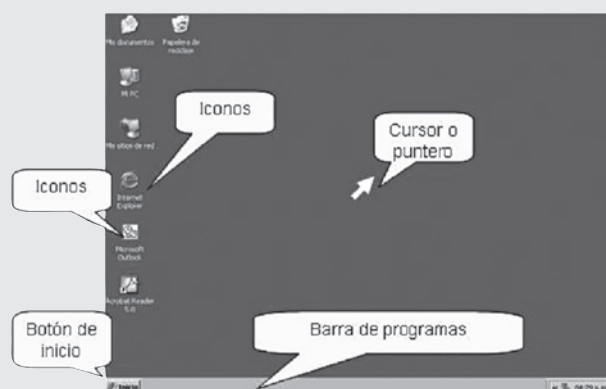 Mis documentos
Papelera de
reciclaje
Mi PC
Iconos
Cursor o
puntero
Mis sitios de red
Iconos
Internet
Explorer
Microsoft
Outlook
Acrobat Reader
5.0
Botón de
inicio
Barra de programas
Inicio